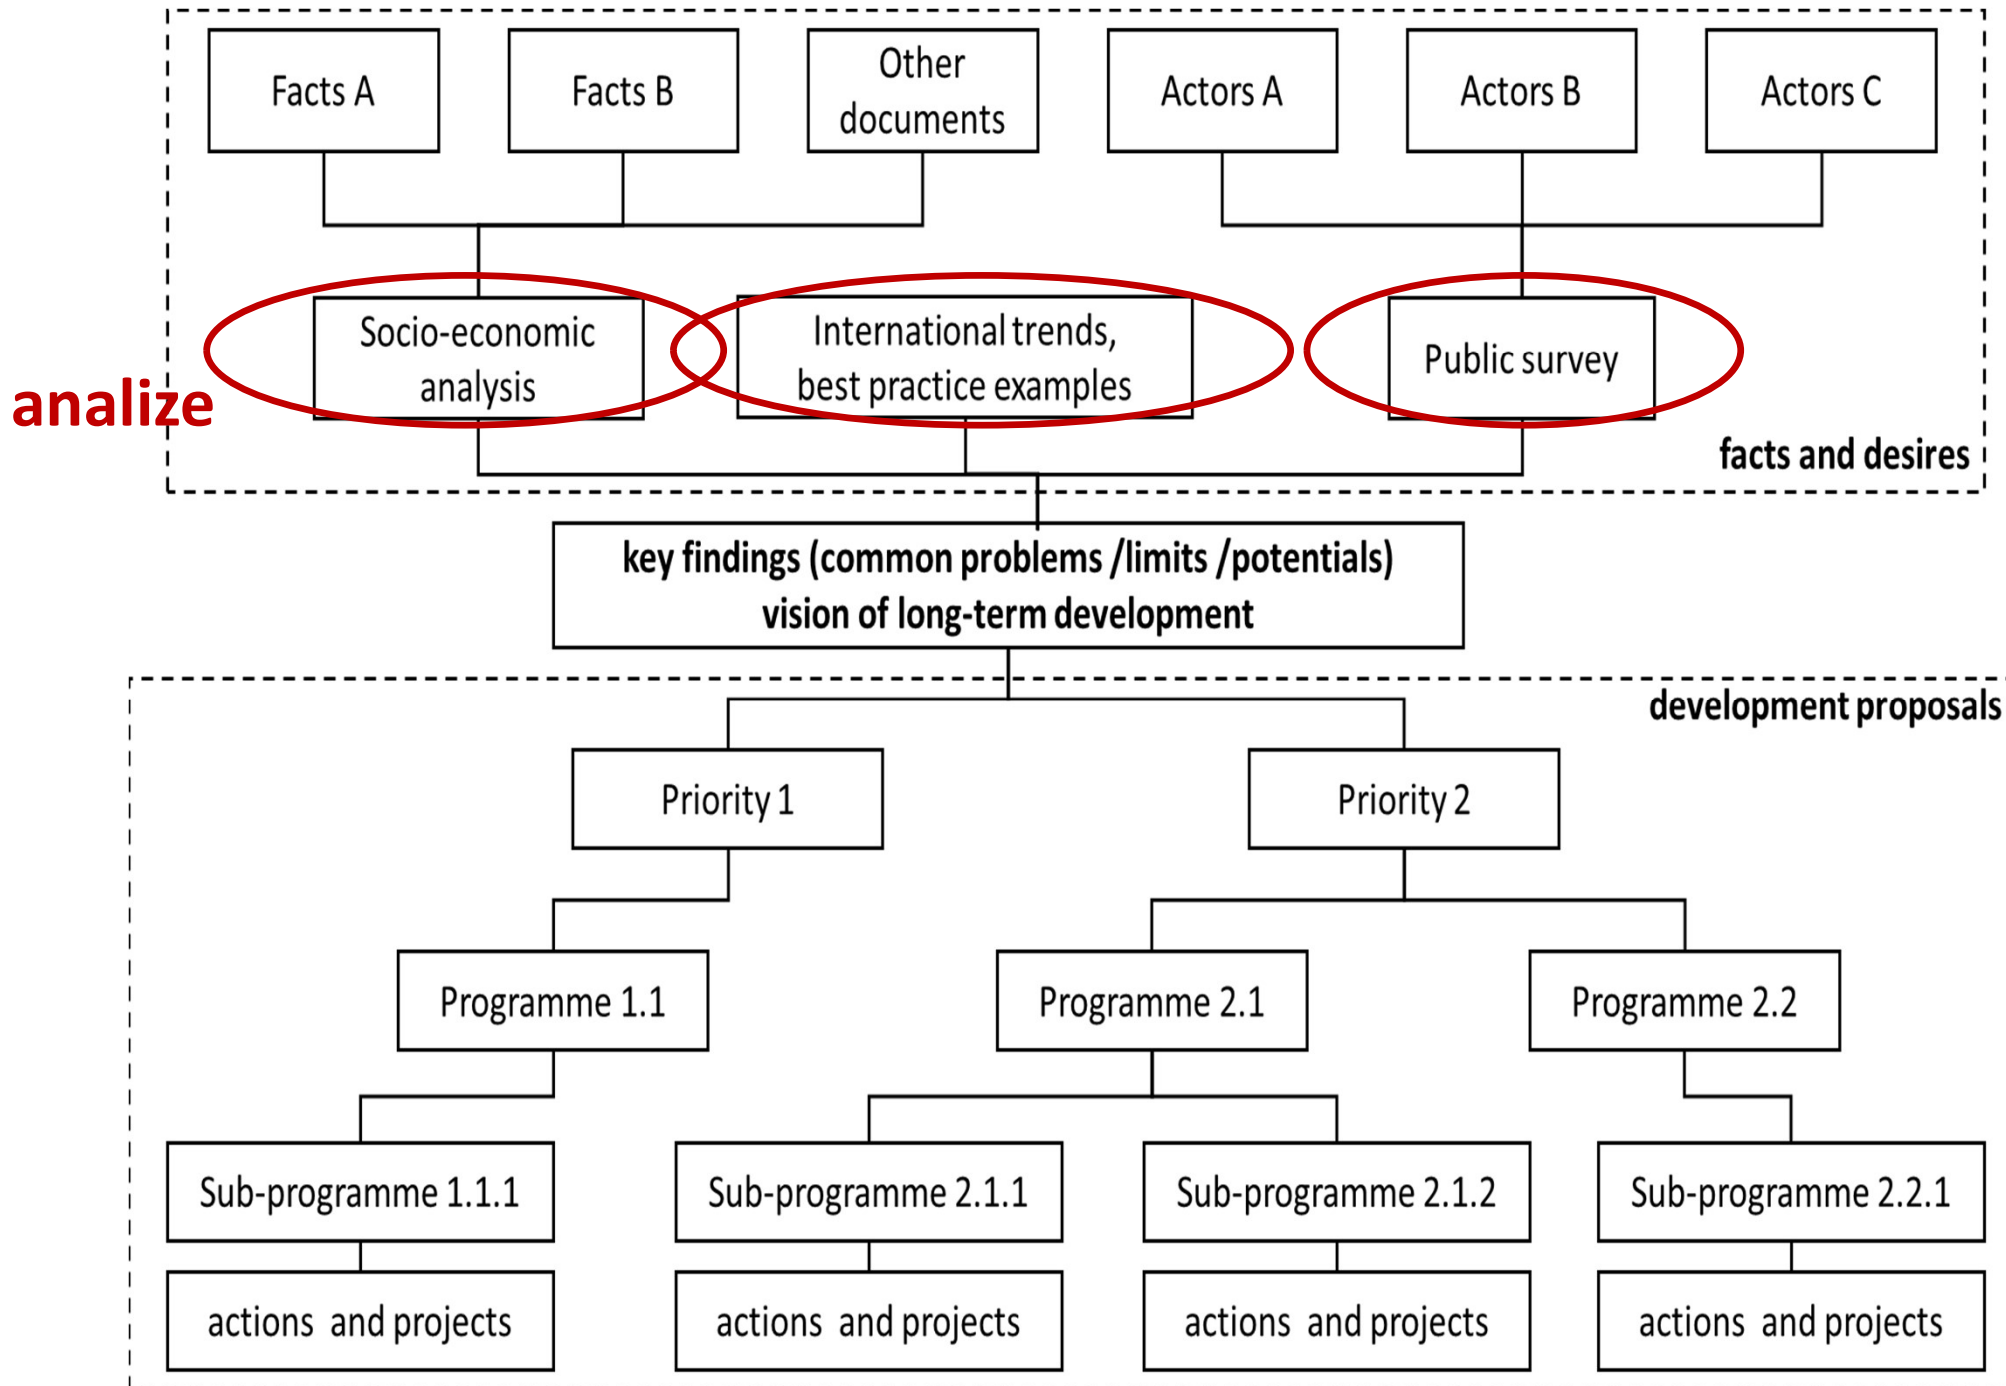 Facts A
Facts B
Other
documents
Actors A
Actors B
Actors C
Socio-economic
analysis
International trends,
best practice examples
Public survey
analize
facts and desires
key findings (common problems /limits /potentials)
vision of long-term development
development proposals
Priority 1
Priority 2
Programme 1.1
Programme 2.1
Programme 2.2
Sub-programme 1.1.1
Sub-programme 2.1.1
Sub-programme 2.1.2
Sub-programme 2.2.1
actions and projects
actions and projects
actions and projects
actions and projects